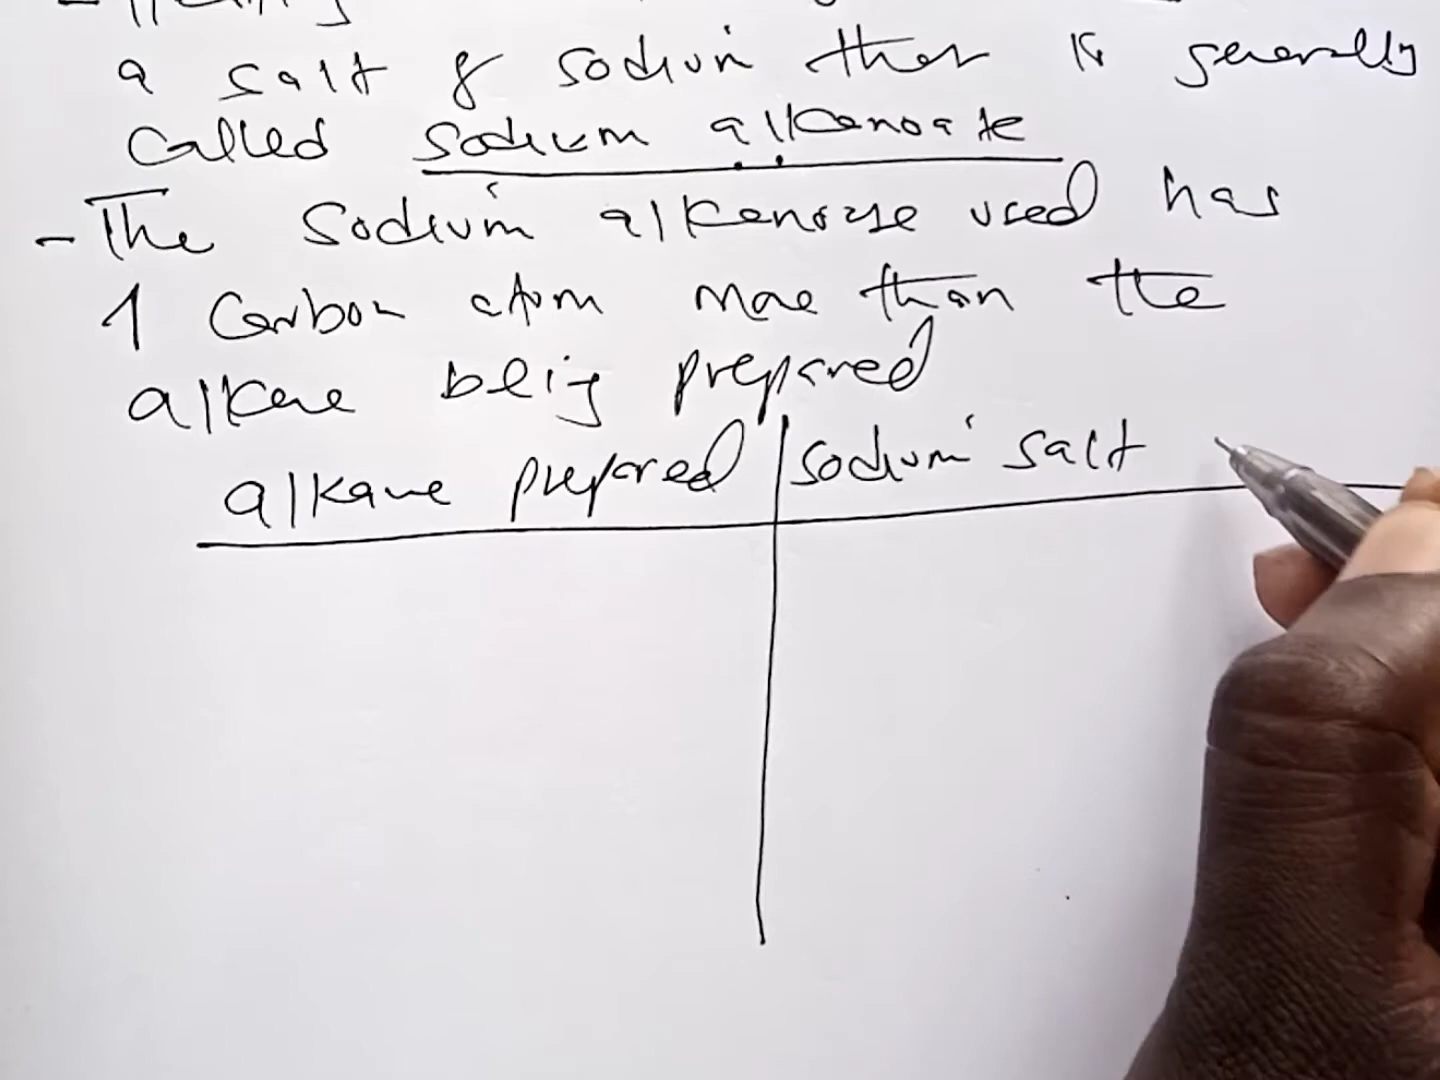 a salt of sodium that is generally
called sodium alkanoate
- The sodium alkanoate used has
1 Carbon atom more than the
alkane being prepared
alkane prepared | sodium salt